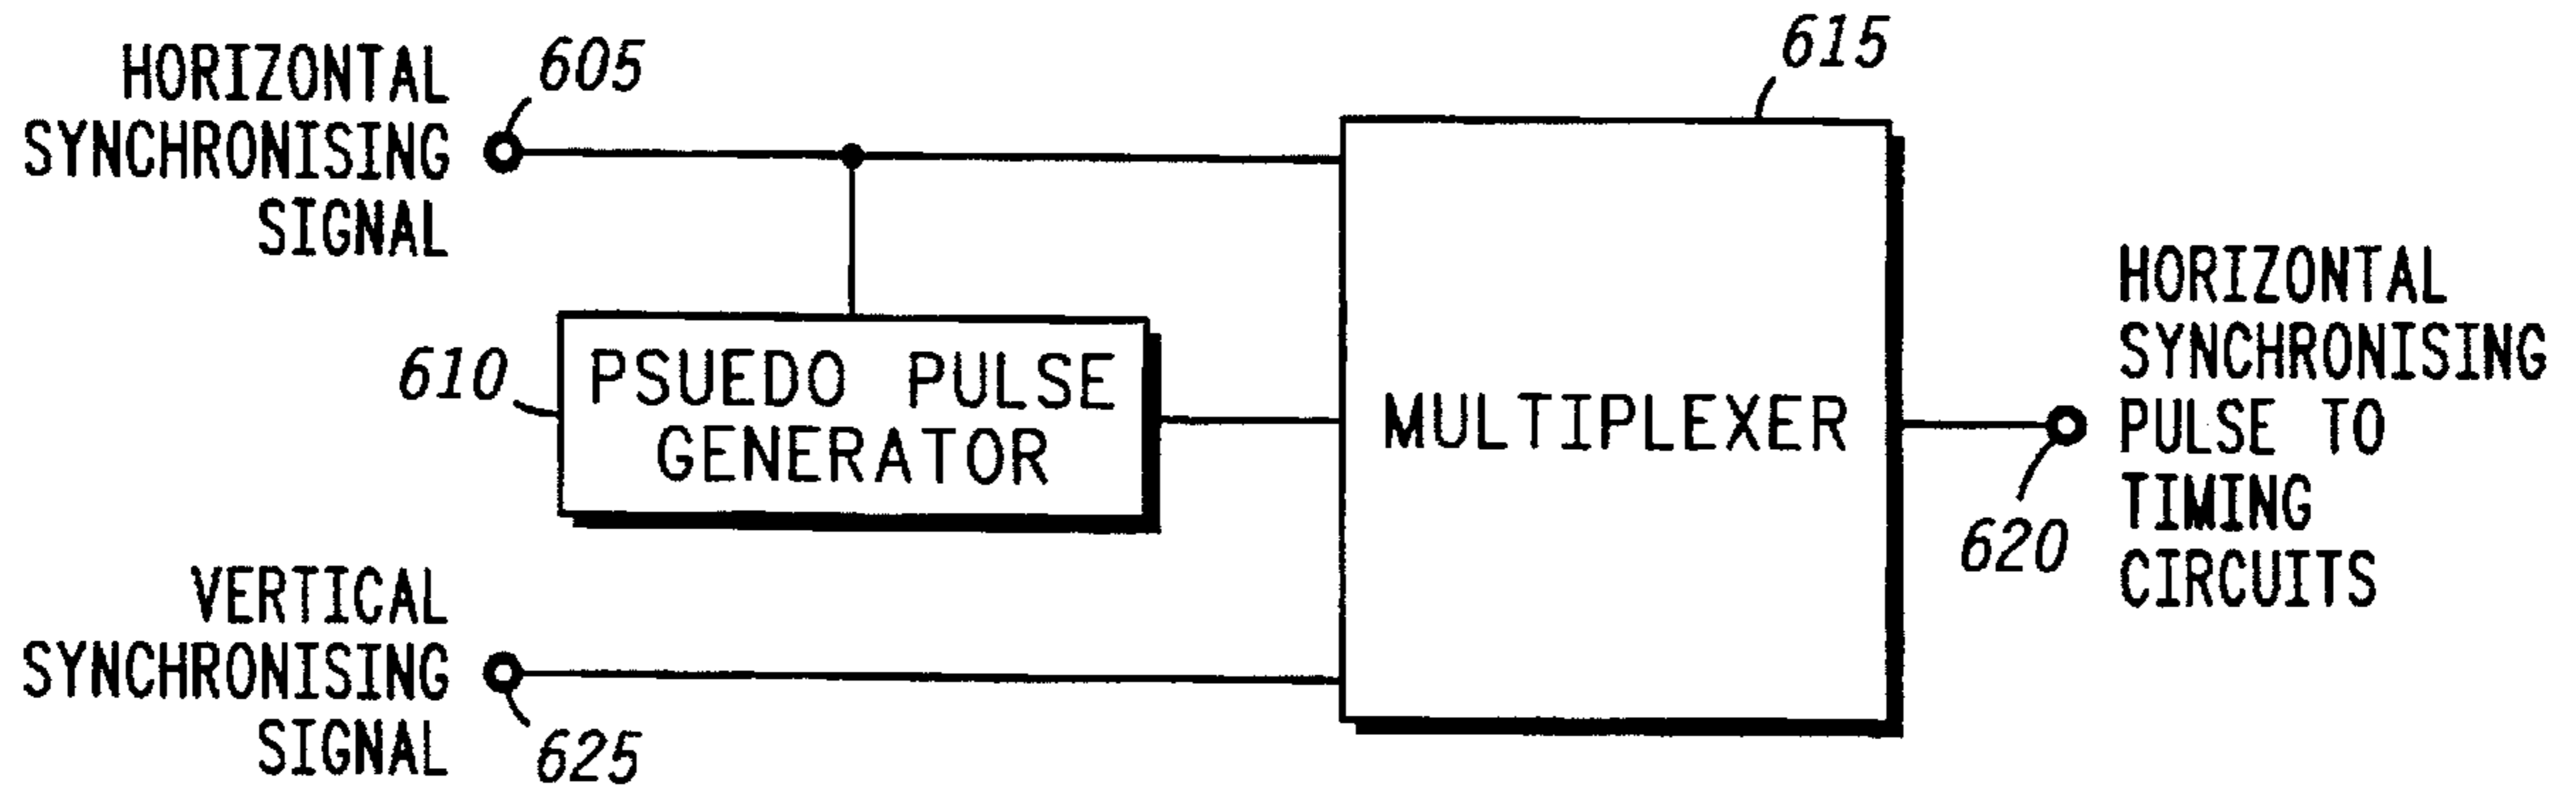 HORIZONTAL
SYNCHRONISING
SIGNAL
605
615
610
PSUEDO PULSE
GENERATOR
MULTIPLEXER
HORIZONTAL
SYNCHRONISING
PULSE TO
TIMING
CIRCUITS
620
VERTICAL
SYNCHRONISING
SIGNAL
625